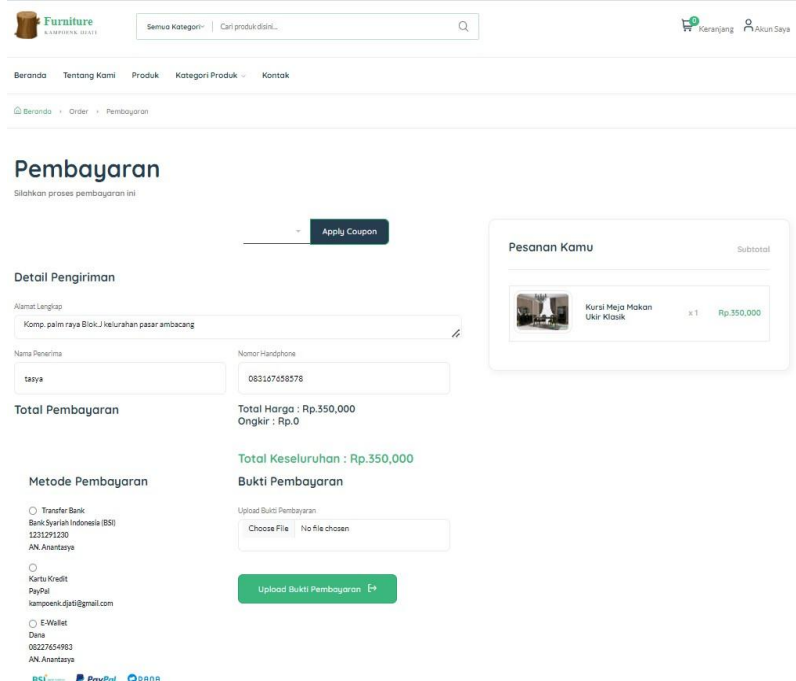 Furniture
KAMPOENK DJATI
Semua Kategori
Cari produk disini...
0
Keranjang
Akun Saya
Beranda Tentang Kami Produk Kategori Produk Kontak
Beranda › Order › Pembayaran
Pembayaran
Silahkan proses pembayaran ini
Apply Coupon
Detail Pengiriman
Alamat Lengkap
Komp. palm raya Blok.J kelurahan pasar ambacang
Nama Penerima
tasya
Nomor Handphone
083167658578
Total Pembayaran
Total Harga : Rp.350,000
Ongkir : Rp.0
Total Keseluruhan : Rp.350,000
Metode Pembayaran
Transfer Bank
Bank Syariah Indonesia (BSI)
1231291230
AN. Anantasya
Kartu Kredit
PayPal
kampoenk.djati@gmail.com
E-Wallet
Dana
08227654983
AN. Anantasya
BSI PayPal DANA
Bukti Pembayaran
Upload Bukti Pembayaran
Choose File No file chosen
Upload Bukti Pembayaran
Pesanan Kamu
Subtotal
Kursi Meja Makan
Ukir Klasik
x 1
Rp.350,000